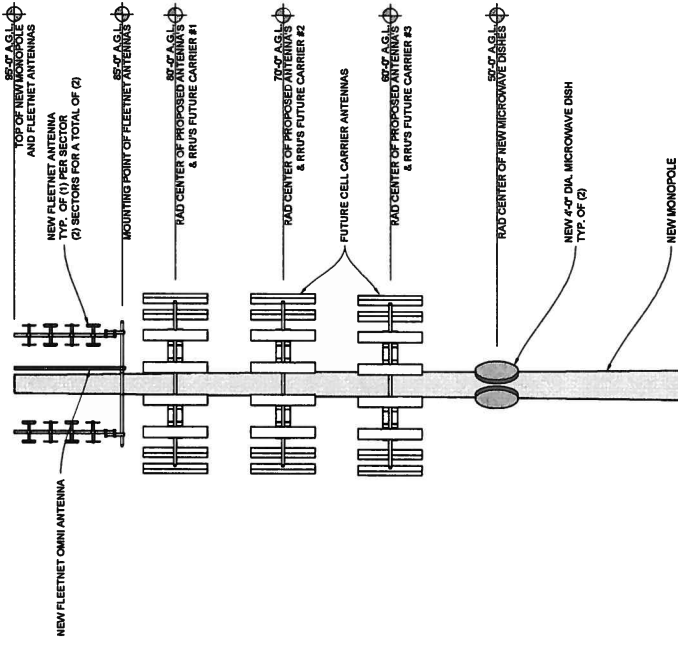 95'-0" A.G.L.
TOP OF NEW MONOPOLE
AND FLEETNET ANTENNAS
NEW FLEETNET ANTENNA
TYP. OF (1) PER SECTOR
(2) SECTORS FOR A TOTAL OF (2)
85'-0" A.G.L.
MOUNTING POINT OF FLEETNET ANTENNAS
80'-0" A.G.L.
RAD CENTER OF PROPOSED ANTENNA'S
& RRU'S FUTURE CARRIER #1
70'-0" A.G.L.
RAD CENTER OF PROPOSED ANTENNA'S
& RRU'S FUTURE CARRIER #2
FUTURE CELL CARRIER ANTENNAS
60'-0" A.G.L.
RAD CENTER OF PROPOSED ANTENNA'S
& RRU'S FUTURE CARRIER #3
50'-0" A.G.L.
RAD CENTER OF NEW MICROWAVE DISHES
NEW 4'-0" DIA. MICROWAVE DISH
TYP. OF (2)
NEW MONOPOLE
NEW FLEETNET OMNI ANTENNA